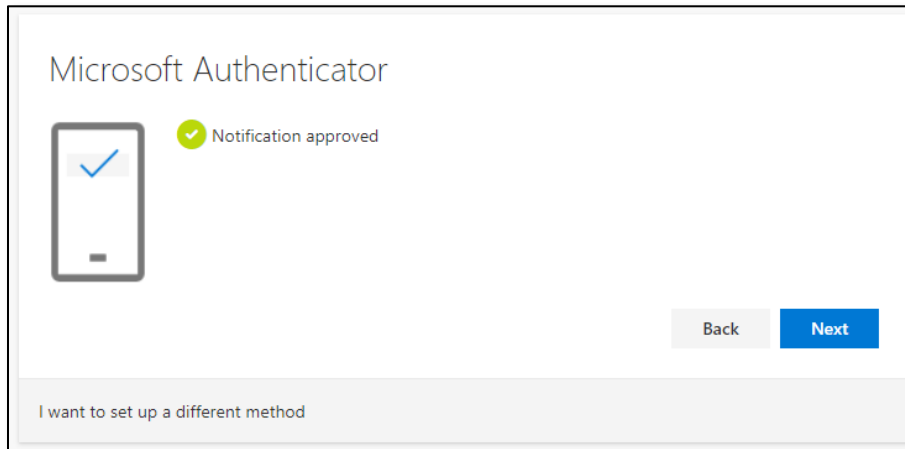 Microsoft Authenticator
Notification approved
Back
Next
I want to set up a different method